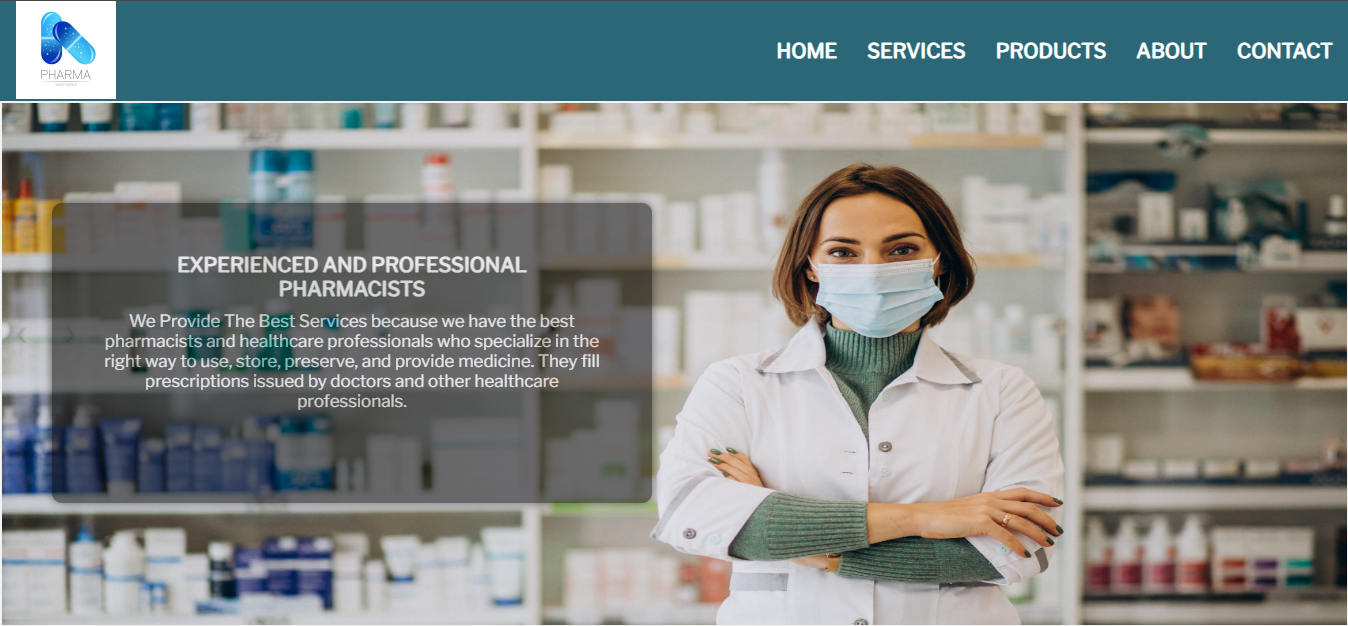 PHARMA
HOME SERVICES PRODUCTS ABOUT CONTACT
EXPERIENCED AND PROFESSIONAL
PHARMACISTS
We Provide The Best Services because we have the best
pharmacists and healthcare professionals who specialize in the
right way to use, store, preserve, and provide medicine. They fill
prescriptions issued by doctors and other healthcare
professionals.